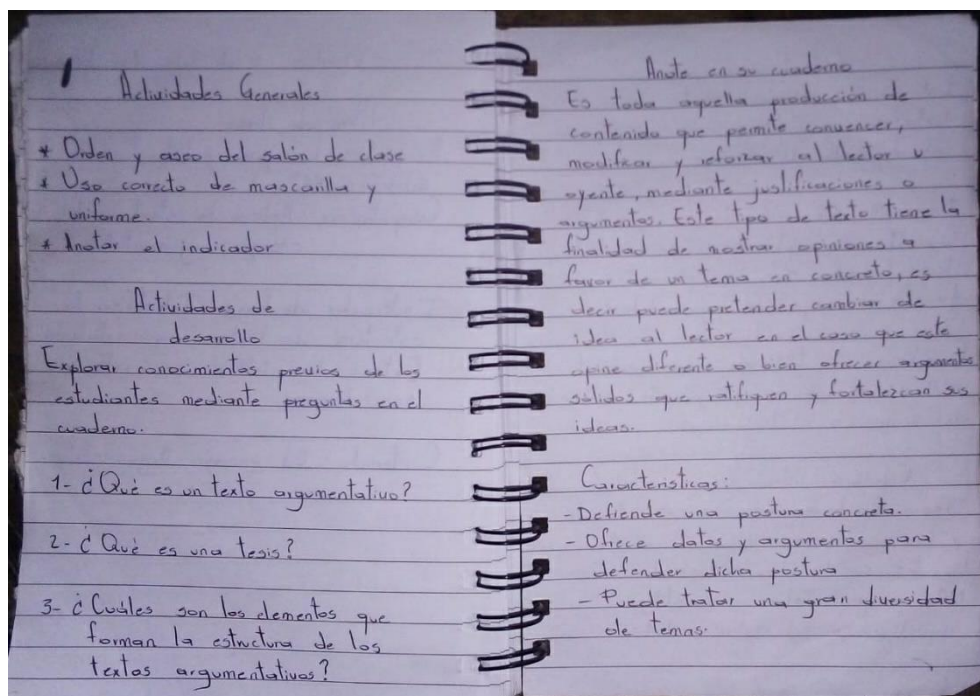 Actividades Generales
* Orden y aseo del salón de clase
* Uso correcto de mascarilla y
uniforme.
* Anotar el indicador
Actividades de
desarrollo
Explorar conocimientos previos de los
estudiantes mediante preguntas en el
cuaderno.
1- ¿Qué es un texto argumentativo?
2- ¿Qué es una tesis?
3- ¿Cuáles son los elementos que
forman la estructura de los
textos argumentativos?
Anote en su cuaderno
Es toda aquella producción de
contenido que permite convencer,
modificar y reforzar al lector u
oyente, mediante justificaciones o
argumentos. Este tipo de texto tiene la
finalidad de mostrar opiniones a
favor de un tema en concreto, es
decir puede pretender cambiar de
idea al lector en el caso que este
opine diferente o bien ofrecer argumentos
sólidos que ratifiquen y fortalezcan sus
ideas.
Características:
- Defiende una postura concreta.
- Ofrece datos y argumentos para
defender dicha postura
- Puede tratar una gran diversidad
de temas.